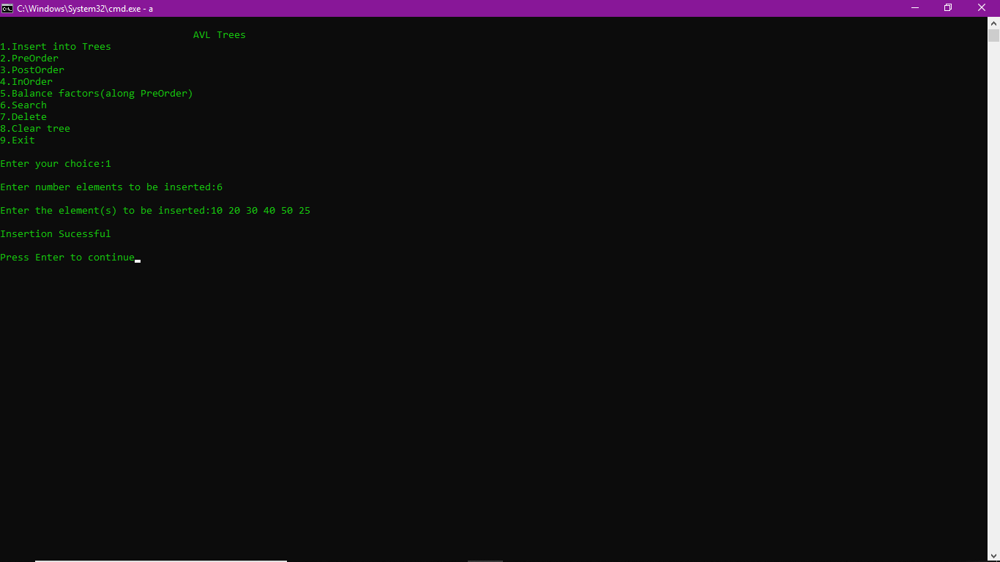 C:\Windows\System32\cmd.exe - a
AVL Trees
1.Insert into Trees
2.PreOrder
3.PostOrder
4.InOrder
5.Balance factors(along PreOrder)
6.Search
7.Delete
8.Clear tree
9.Exit
Enter your choice:1
Enter number elements to be inserted:6
Enter the element(s) to be inserted:10 20 30 40 50 25
Insertion Sucessful
Press Enter to continue